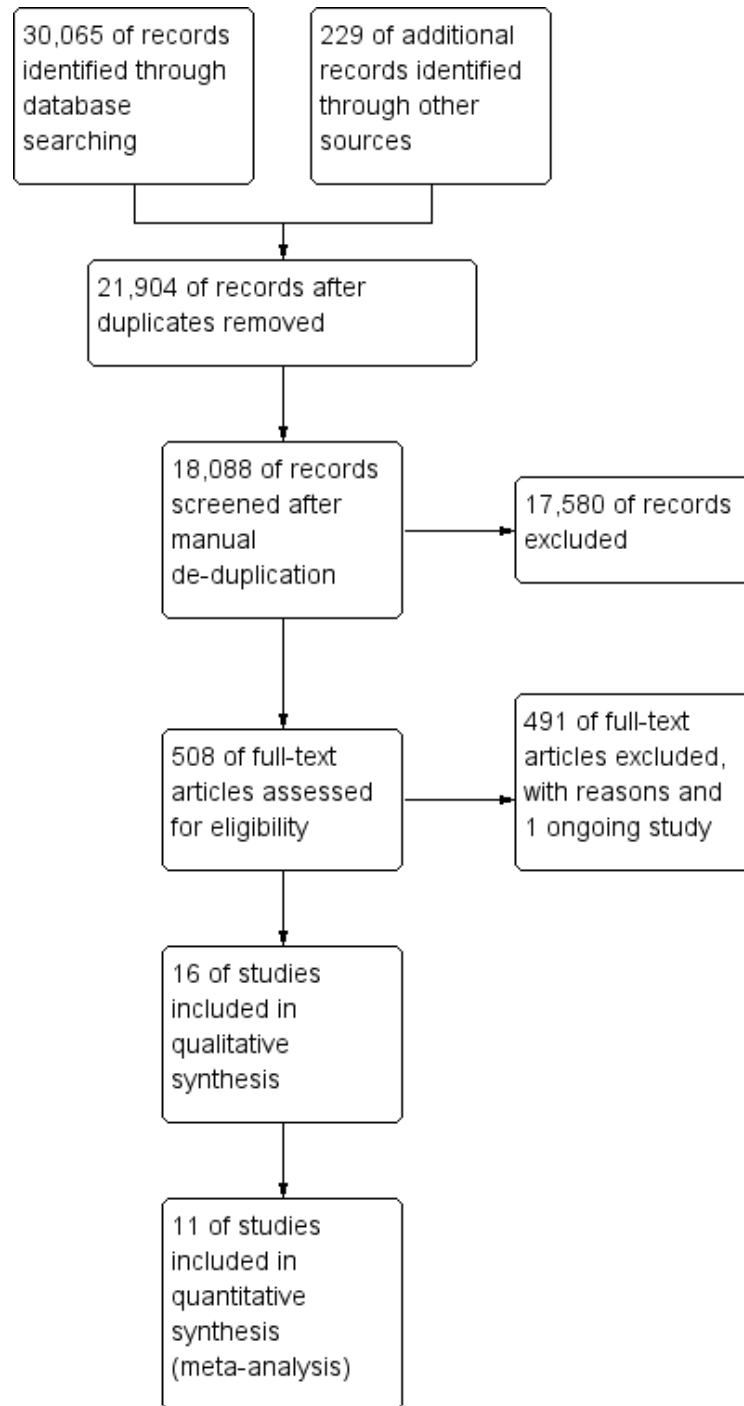 30,065 of records
identified through
database
searching
229 of additional
records identified
through other
sources
21,904 of records after
duplicates removed
18,088 of records
screened after
manual
de-duplication
17,580 of records
excluded
508 of full-text
articles assessed
for eligibility
491 of full-text
articles excluded,
with reasons and
1 ongoing study
16 of studies
included in
qualitative
synthesis
11 of studies
included in
quantitative
synthesis
(meta-analysis)